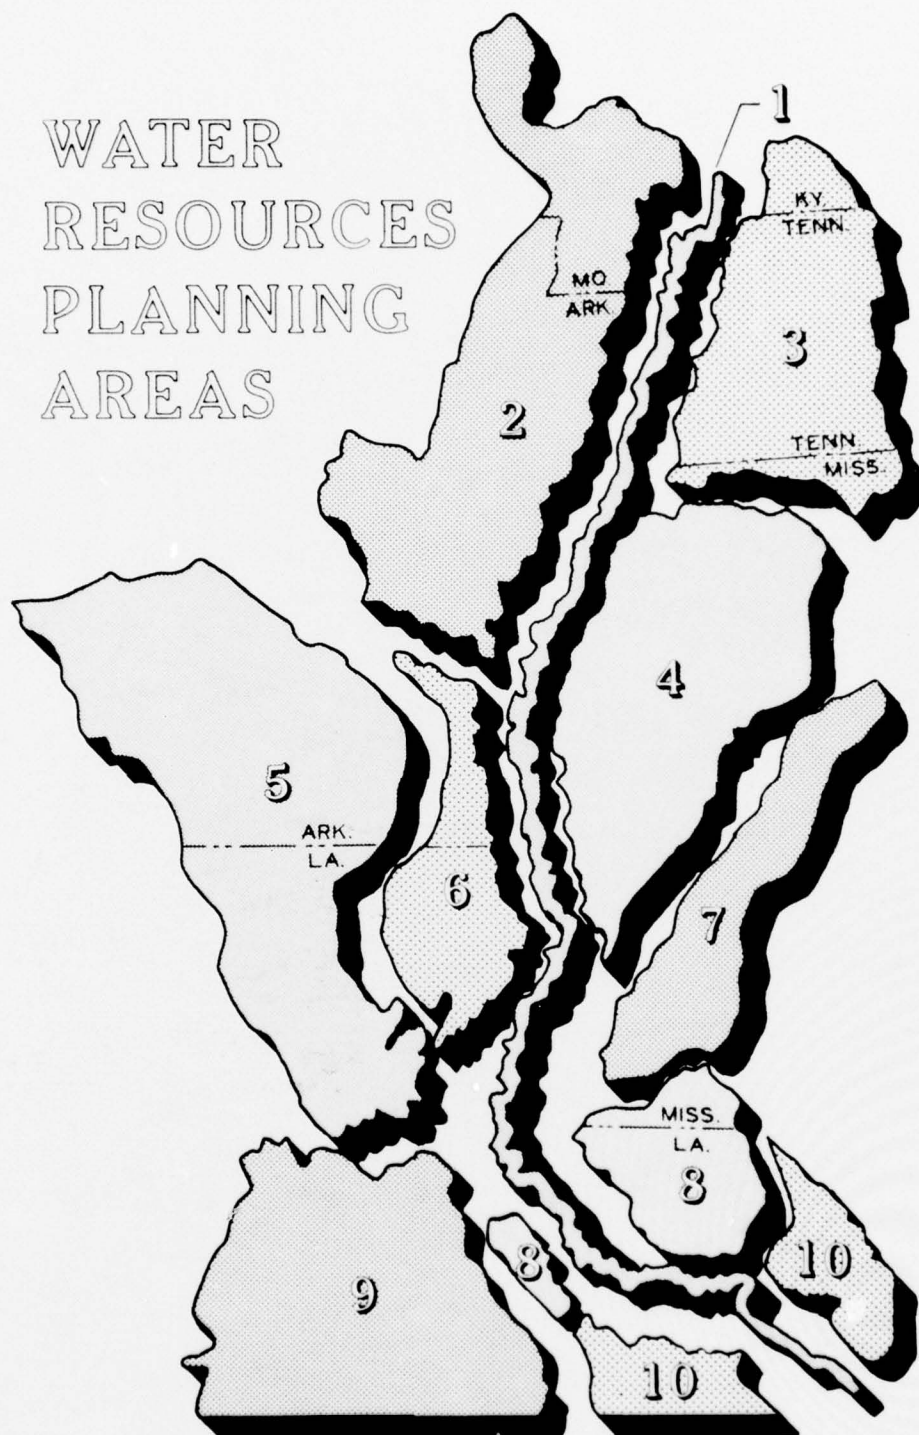 WATER
RESOURCES
PLANNING
AREAS
1
KY.
TENN.
MO
ARK
3
2
TENN
MISS.
4
5
ARK.
LA.
6
7
MISS.
LA.
8
8
10
9
10